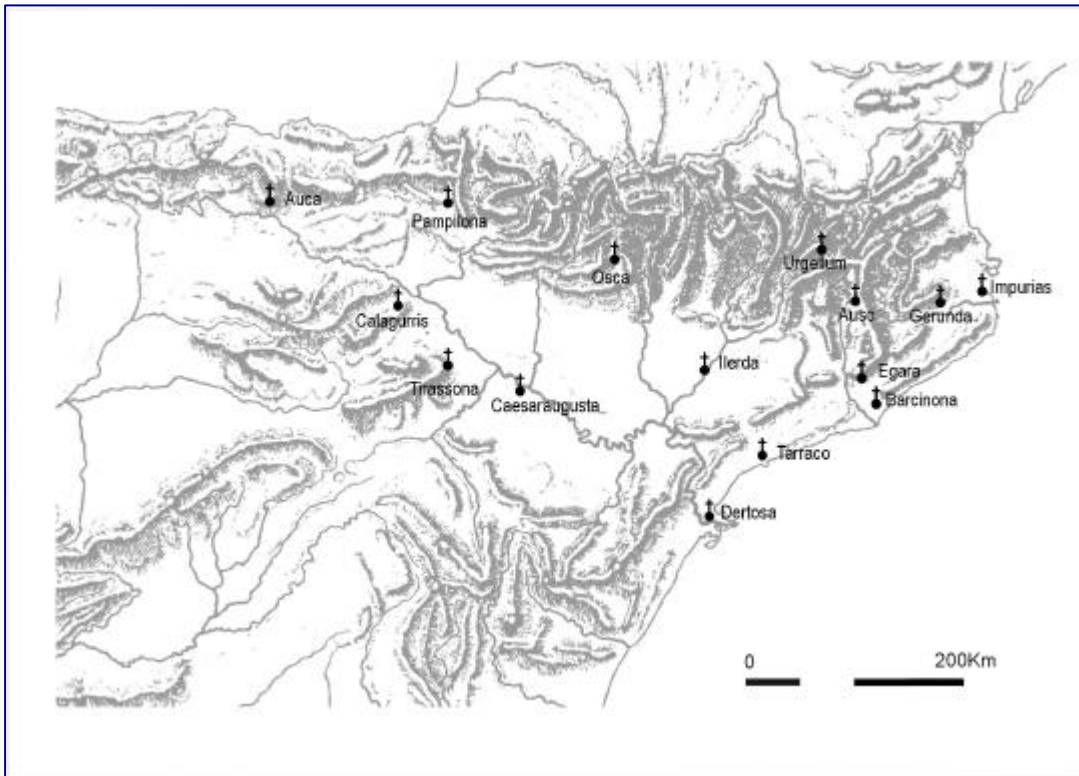 Auca
Pampilona
Osca
Urgellum
Impurias
Calagurris
Auso
Gerunda
Tirassona
Ilerda
Egara
Caesaraugusta
Barcinona
Tarraco
Dertosa
0 200Km